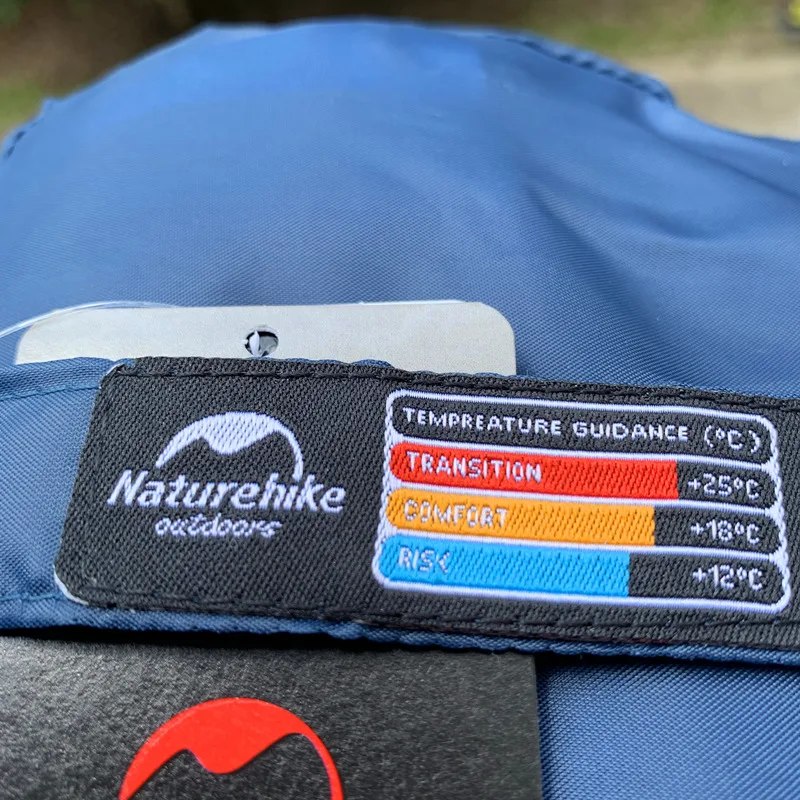 Naturehike
outdoors
TEMPREATURE GUIDANCE (°C)
TRANSITION +25°C
COMFORT +18°C
RISK +12°C